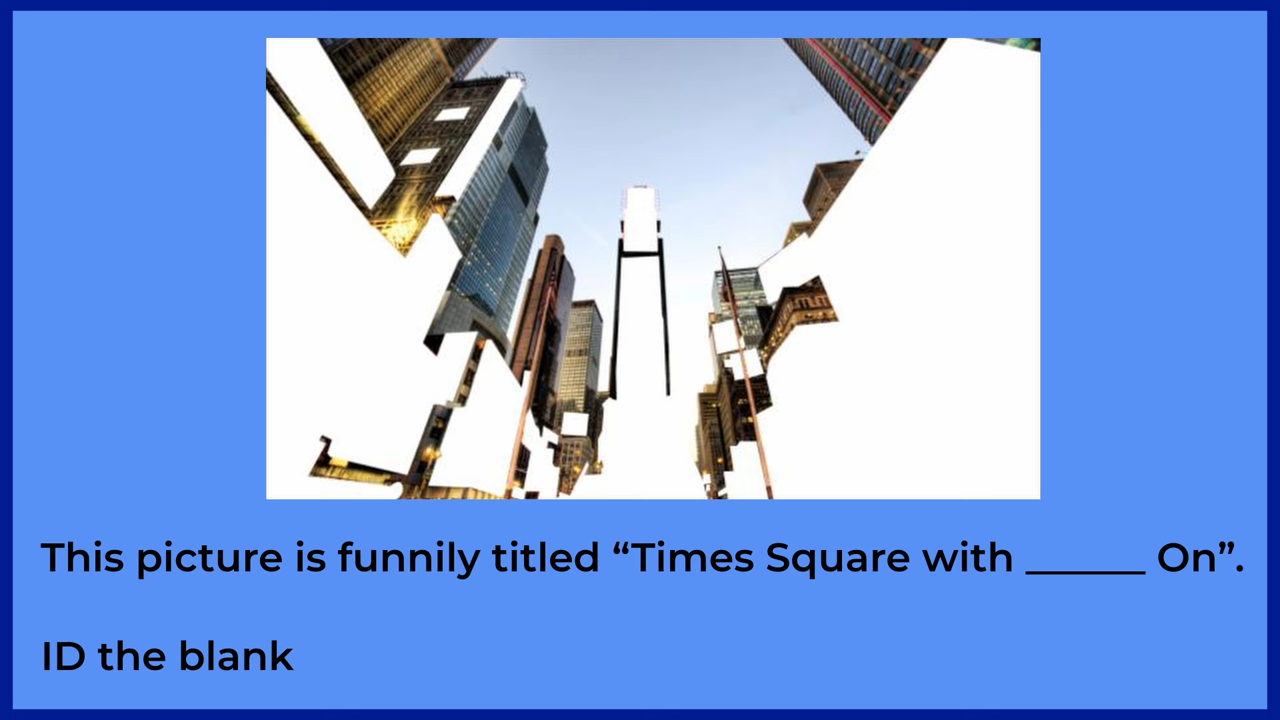 This picture is funnily titled “Times Square with ______ On”.
ID the blank